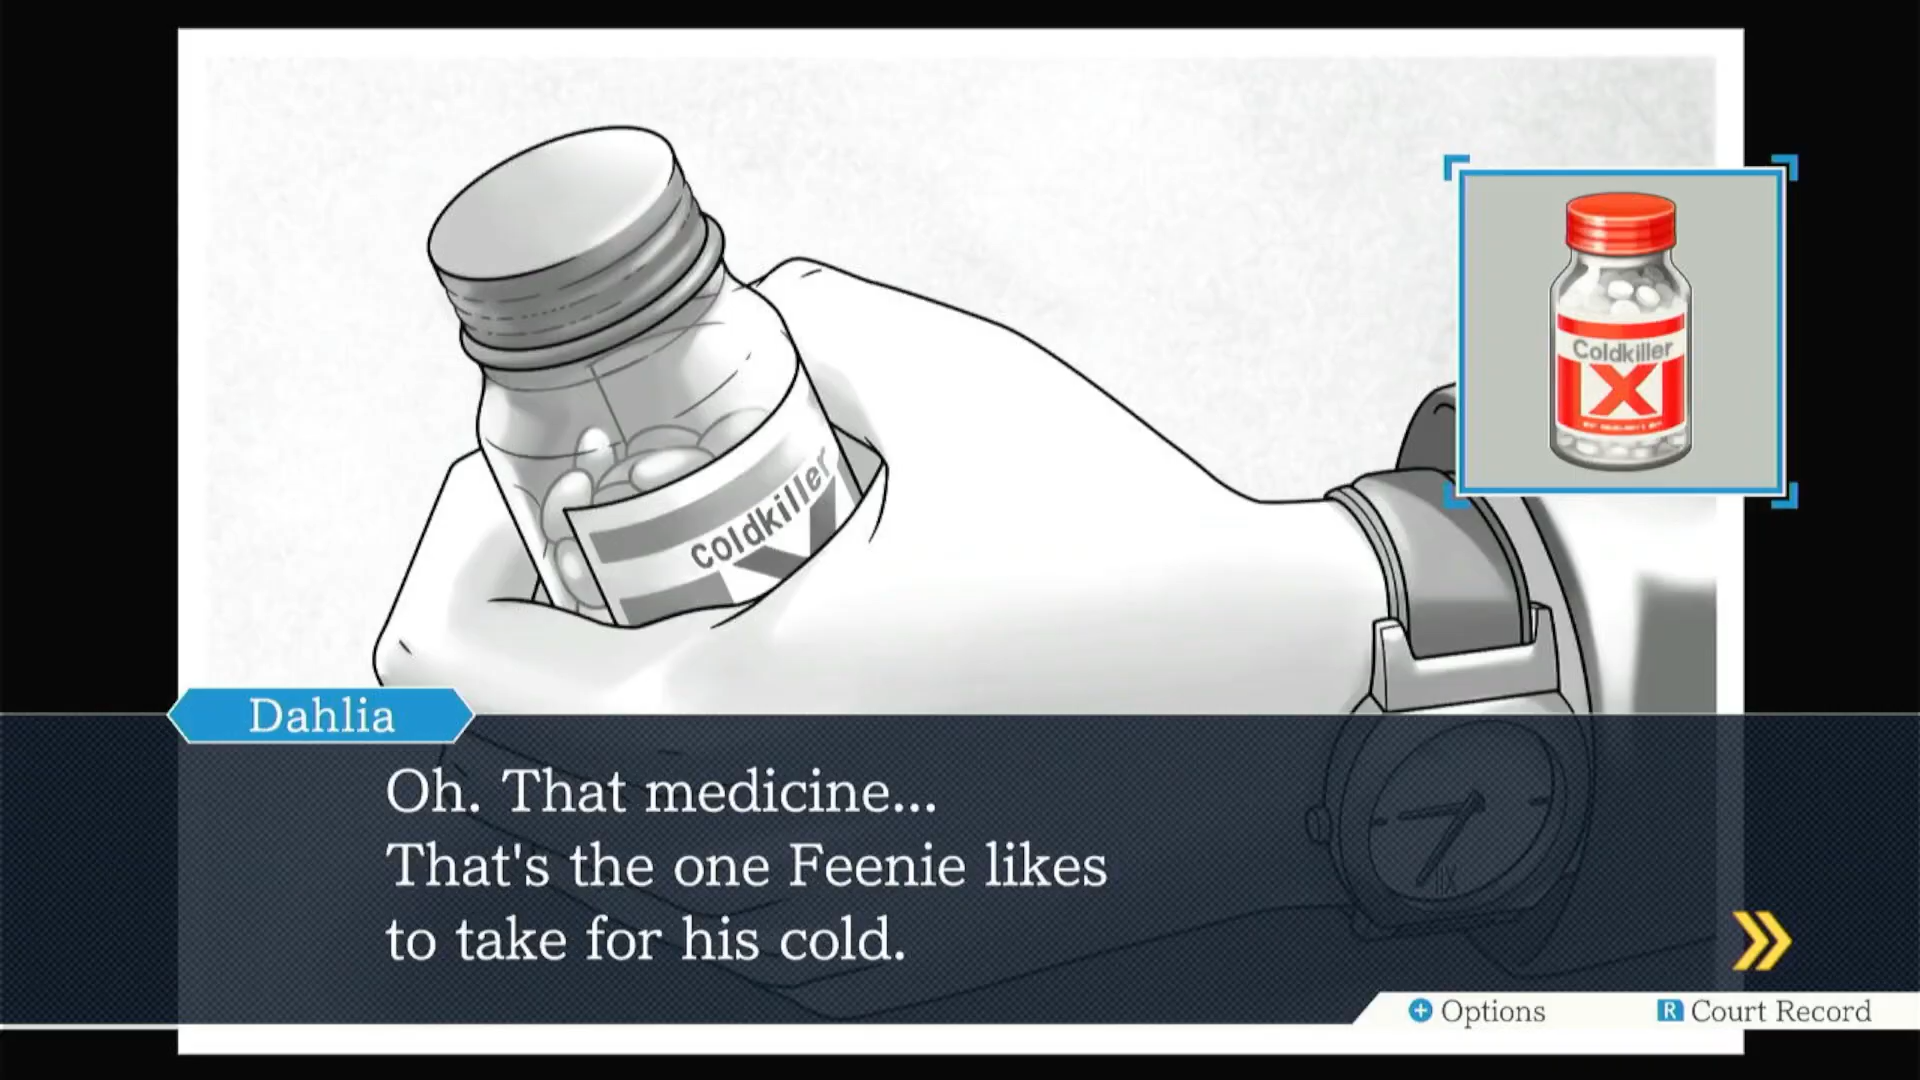 Coldkiller
X
Coldkiller
X
Dahlia
Oh. That medicine...
That's the one Feenie likes
to take for his cold.
XII
Options
R Court Record